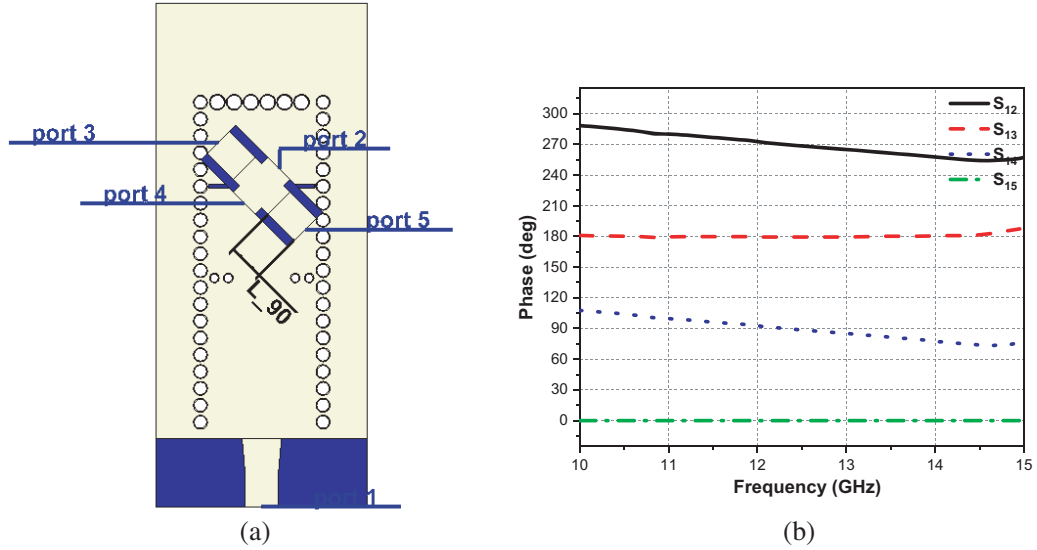 port 3
port 2
port 4
port 5
L_90
port 1
(a)
Phase (deg)
300
270
240
210
180
150
120
90
60
30
0
10 11 12 13 14 15
Frequency (GHz)
S12
S13
S14
S15
(b)